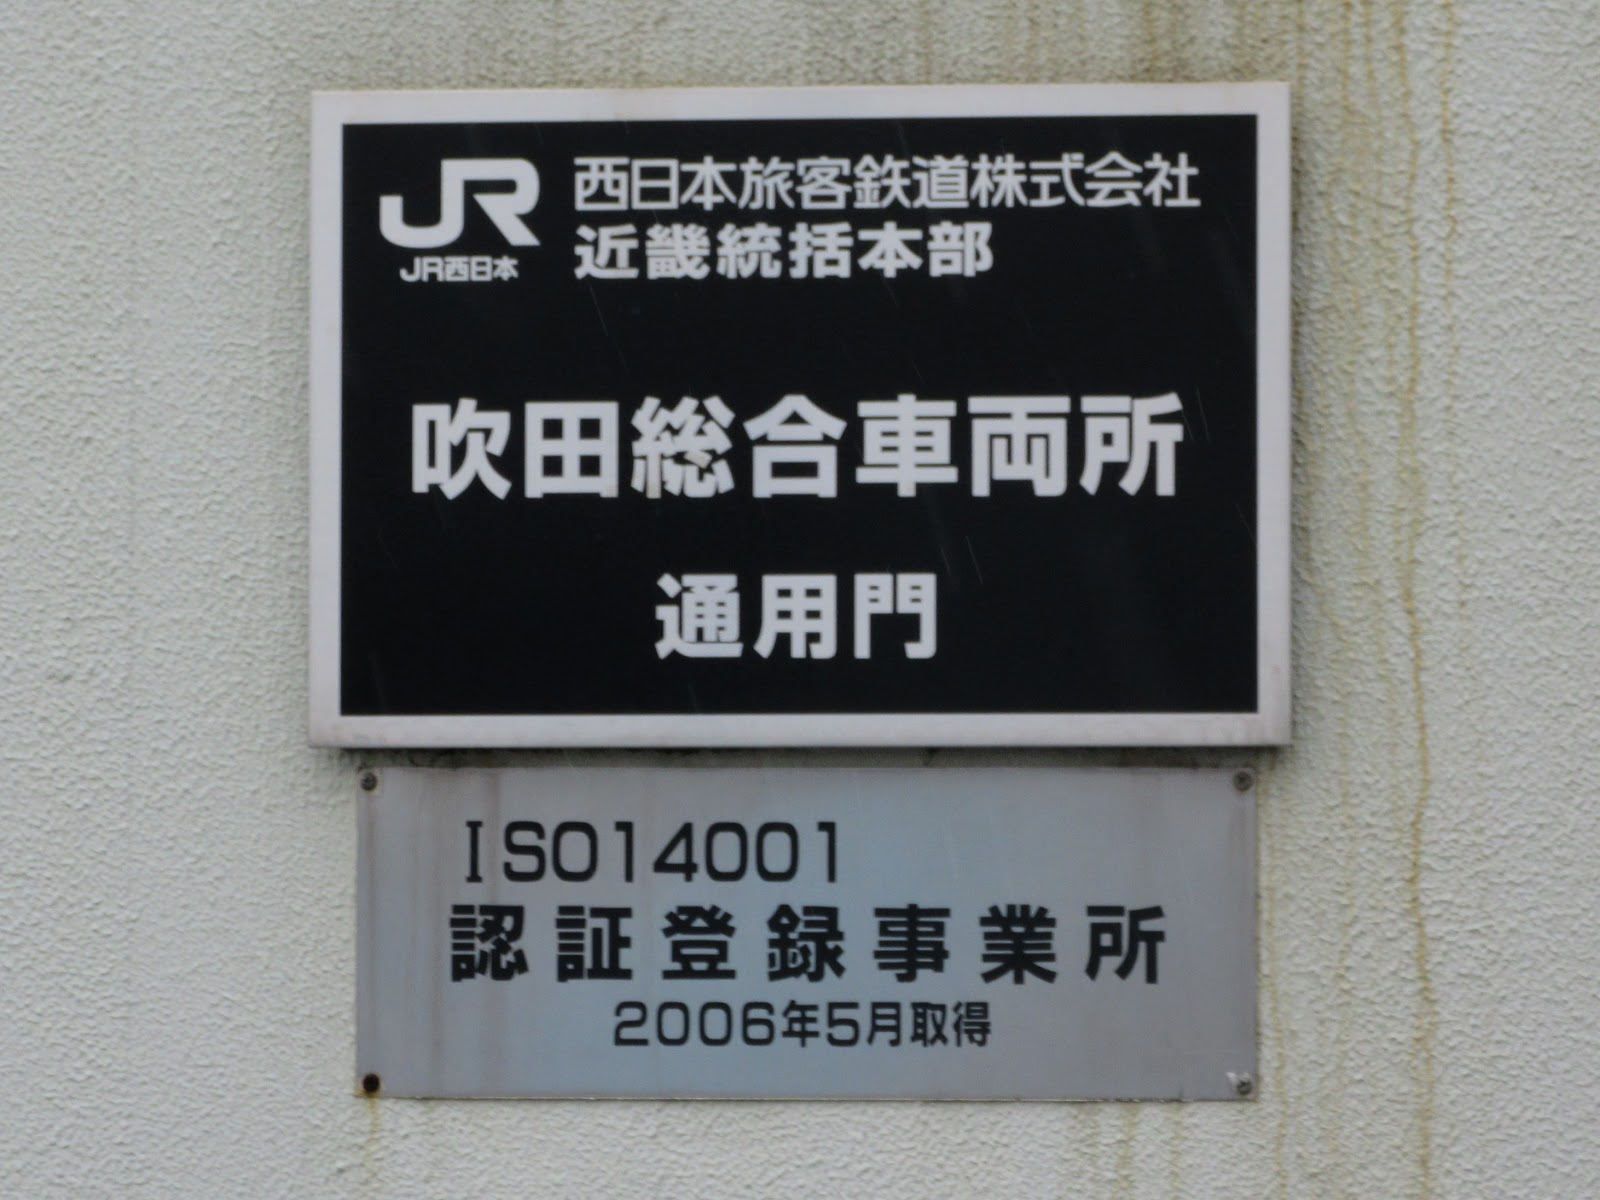 JR 西日本旅客鉄道株式会社
JR西日本 近畿統括本部
吹田総合車両所
通用門
ISO14001
認証登録事業所
2006年5月取得